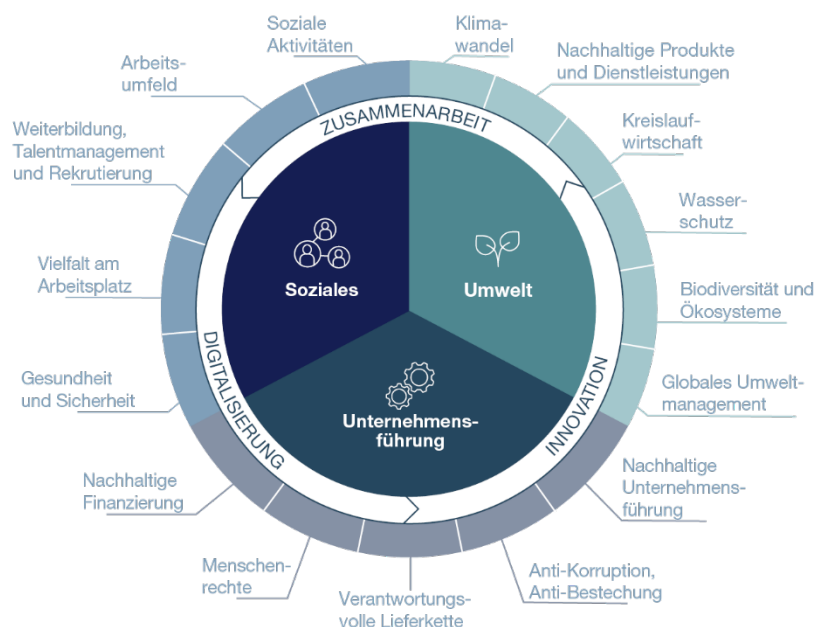 Soziale
Aktivitäten
Klima-
wandel
Nachhaltige Produkte
und Dienstleistungen
Kreislauf-
wirtschaft
Wasser-
schutz
Biodiversität und
Ökosysteme
Globales Umwelt-
management
Nachhaltige
Unternehmens-
führung
Anti-Korruption,
Anti-Bestechung
Verantwortungs-
volle Lieferkette
Menschen-
rechte
Nachhaltige
Finanzierung
Gesundheit
und Sicherheit
Vielfalt am
Arbeitsplatz
Weiterbildung,
Talentmanagement
und Rekrutierung
Arbeits-
umfeld
ZUSAMMENARBEIT
INNOVATION
DIGITALISIERUNG
Soziales
Umwelt
Unternehmens-
führung